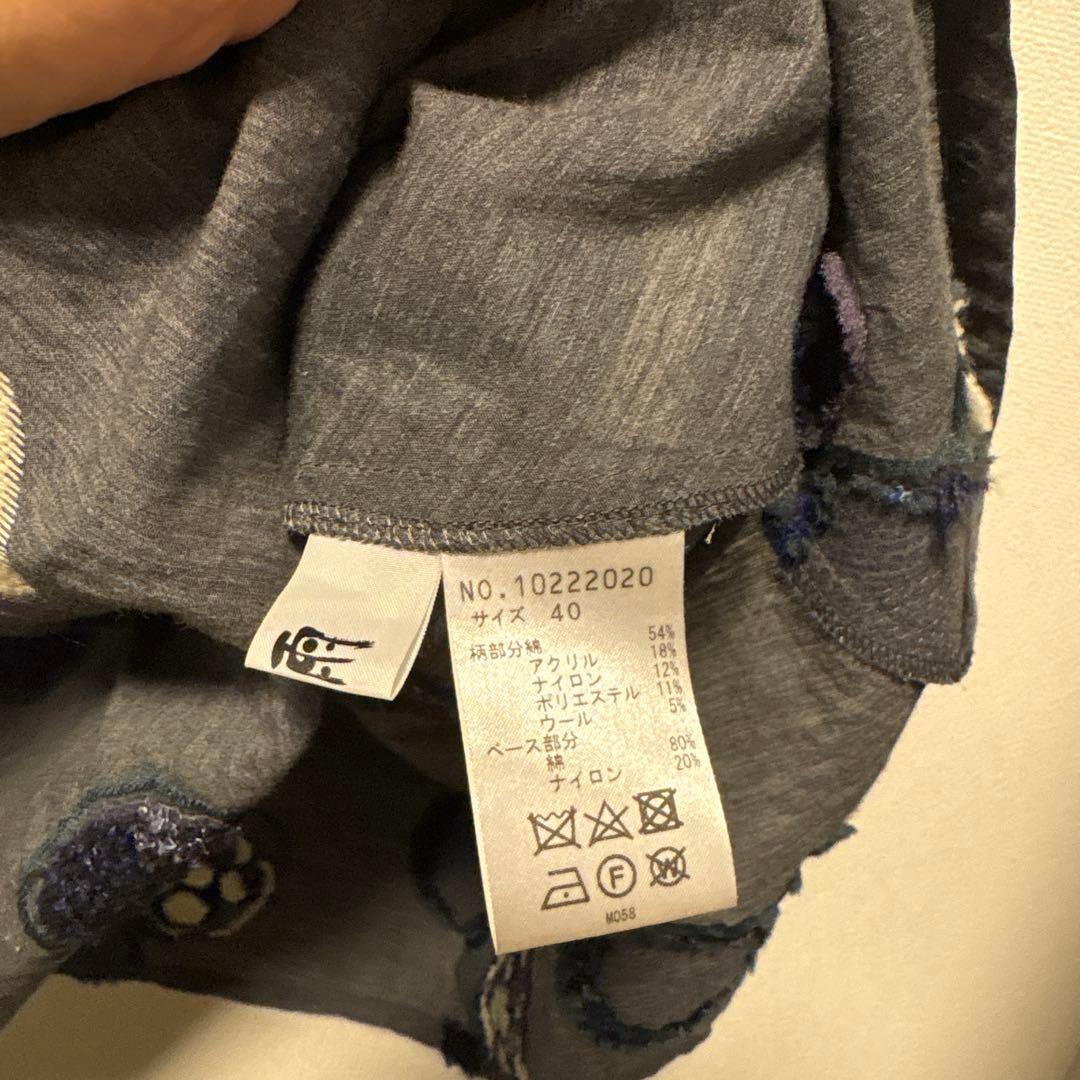 NO.10222020
サイズ 40
柄部分綿 54%
アクリル 18%
ナイロン 12%
ポリエステル 11%
ウール 5%
ベース部分
綿 80%
ナイロン 20%
F
W
M058